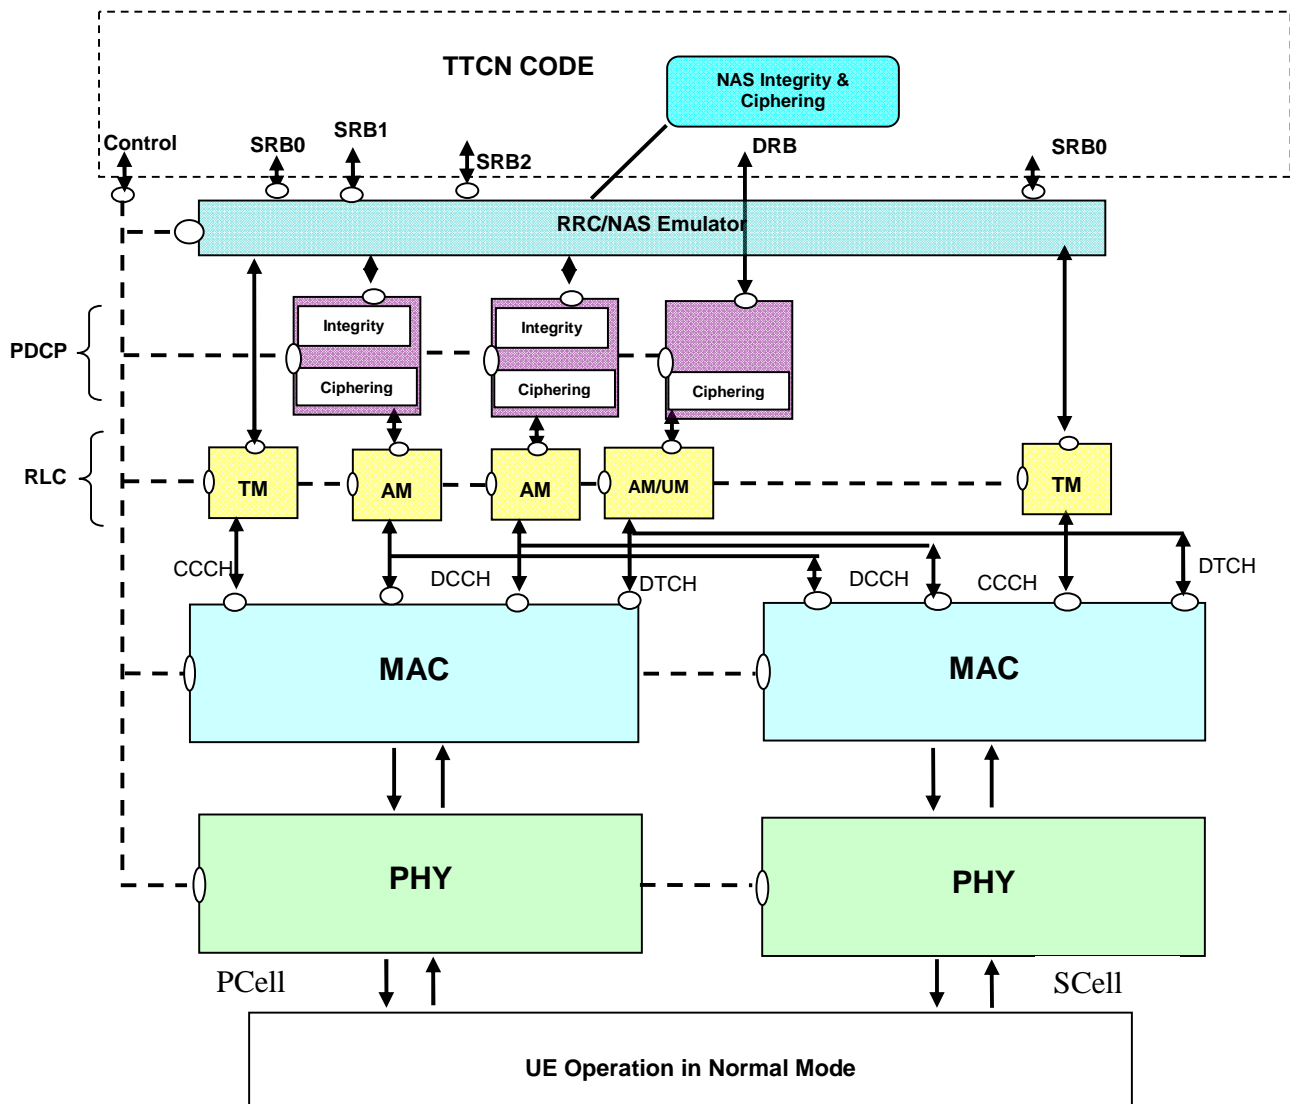 TTCN CODE
NAS Integrity &
Ciphering
Control
SRB0
SRB1
SRB2
DRB
SRB0
RRC/NAS Emulator
PDCP
Integrity
Ciphering
Integrity
Ciphering
Ciphering
RLC
TM
AM
AM
AM/UM
TM
CCCH
DCCH
DTCH
DCCH
CCCH
DTCH
MAC
MAC
PHY
PHY
PCell
SCell
UE Operation in Normal Mode